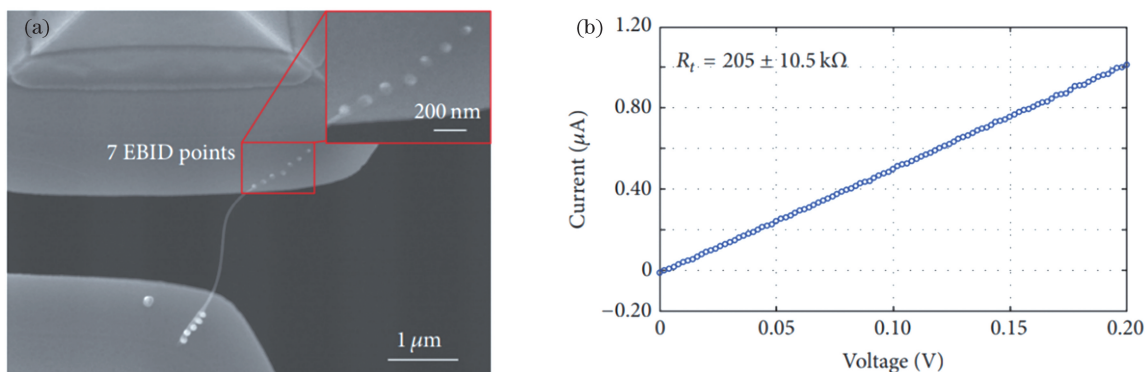 (a)
7 EBID points
200 nm
1 μm
(b)
R_t = 205 ± 10.5 kΩ
Current (μA)
1.20
0.80
0.40
0
−0.20
0
0.05
0.10
0.15
0.20
Voltage (V)